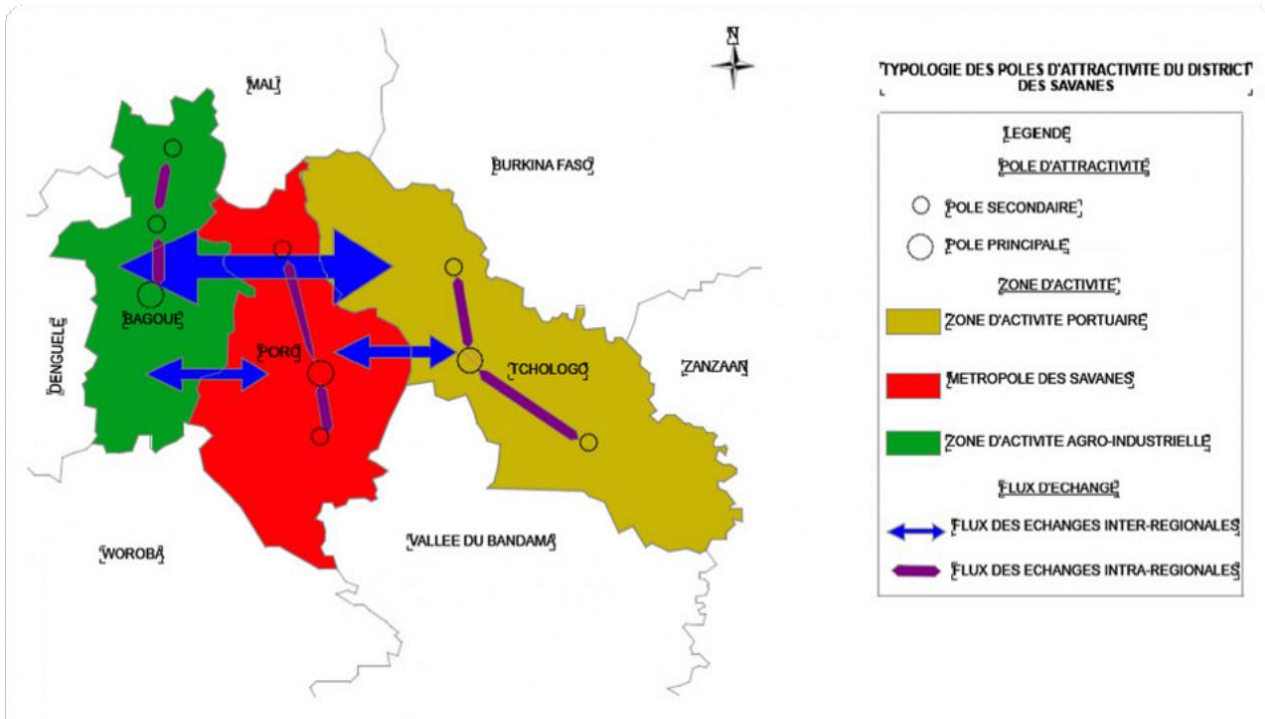 N
MALI
BURKINA FASO
DENGUELE
BAGOUE
PORO
TCHOLOGO
ZANZAAN
WOROBA
VALLEE DU BANDAMA
TYPOLOGIE DES POLES D'ATTRACTIVITE DU DISTRICT
DES SAVANES
LEGENDE
POLE D'ATTRACTIVITE
POLE SECONDAIRE
POLE PRINCIPALE
ZONE D'ACTIVITE
ZONE D'ACTIVITE PORTUAIRE
METROPOLE DES SAVANES
ZONE D'ACTIVITE AGRO-INDUSTRIELLE
FLUX D'ECHANGE
FLUX DES ECHANGES INTER-REGIONALES
FLUX DES ECHANGES INTRA-REGIONALES